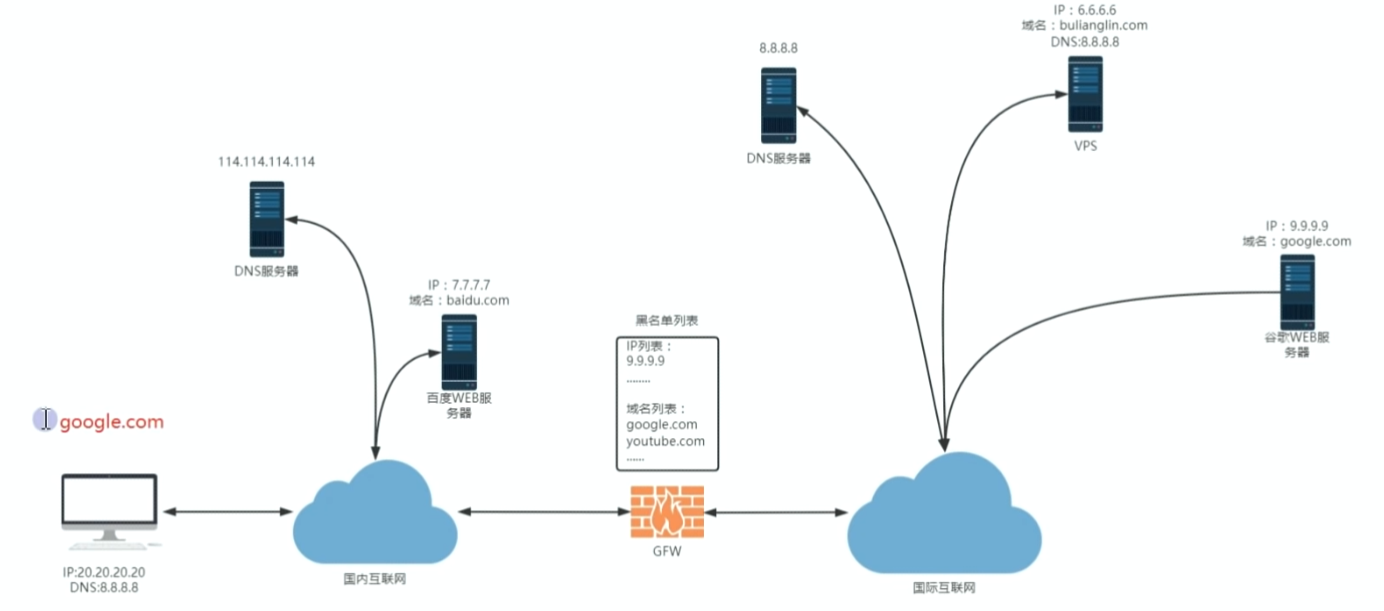 IP：6.6.6.6
域名：bulianglin.com
DNS:8.8.8.8
VPS
8.8.8.8
DNS服务器
114.114.114.114
DNS服务器
IP：9.9.9.9
域名：google.com
谷歌WEB服
务器
IP：7.7.7.7
域名：baidu.com
百度WEB服
务器
黑名单列表
IP列表：
9.9.9.9
........
域名列表：
google.com
youtube.com
......
GFW
google.com
IP:20.20.20.20
DNS:8.8.8.8
国内互联网
国际互联网